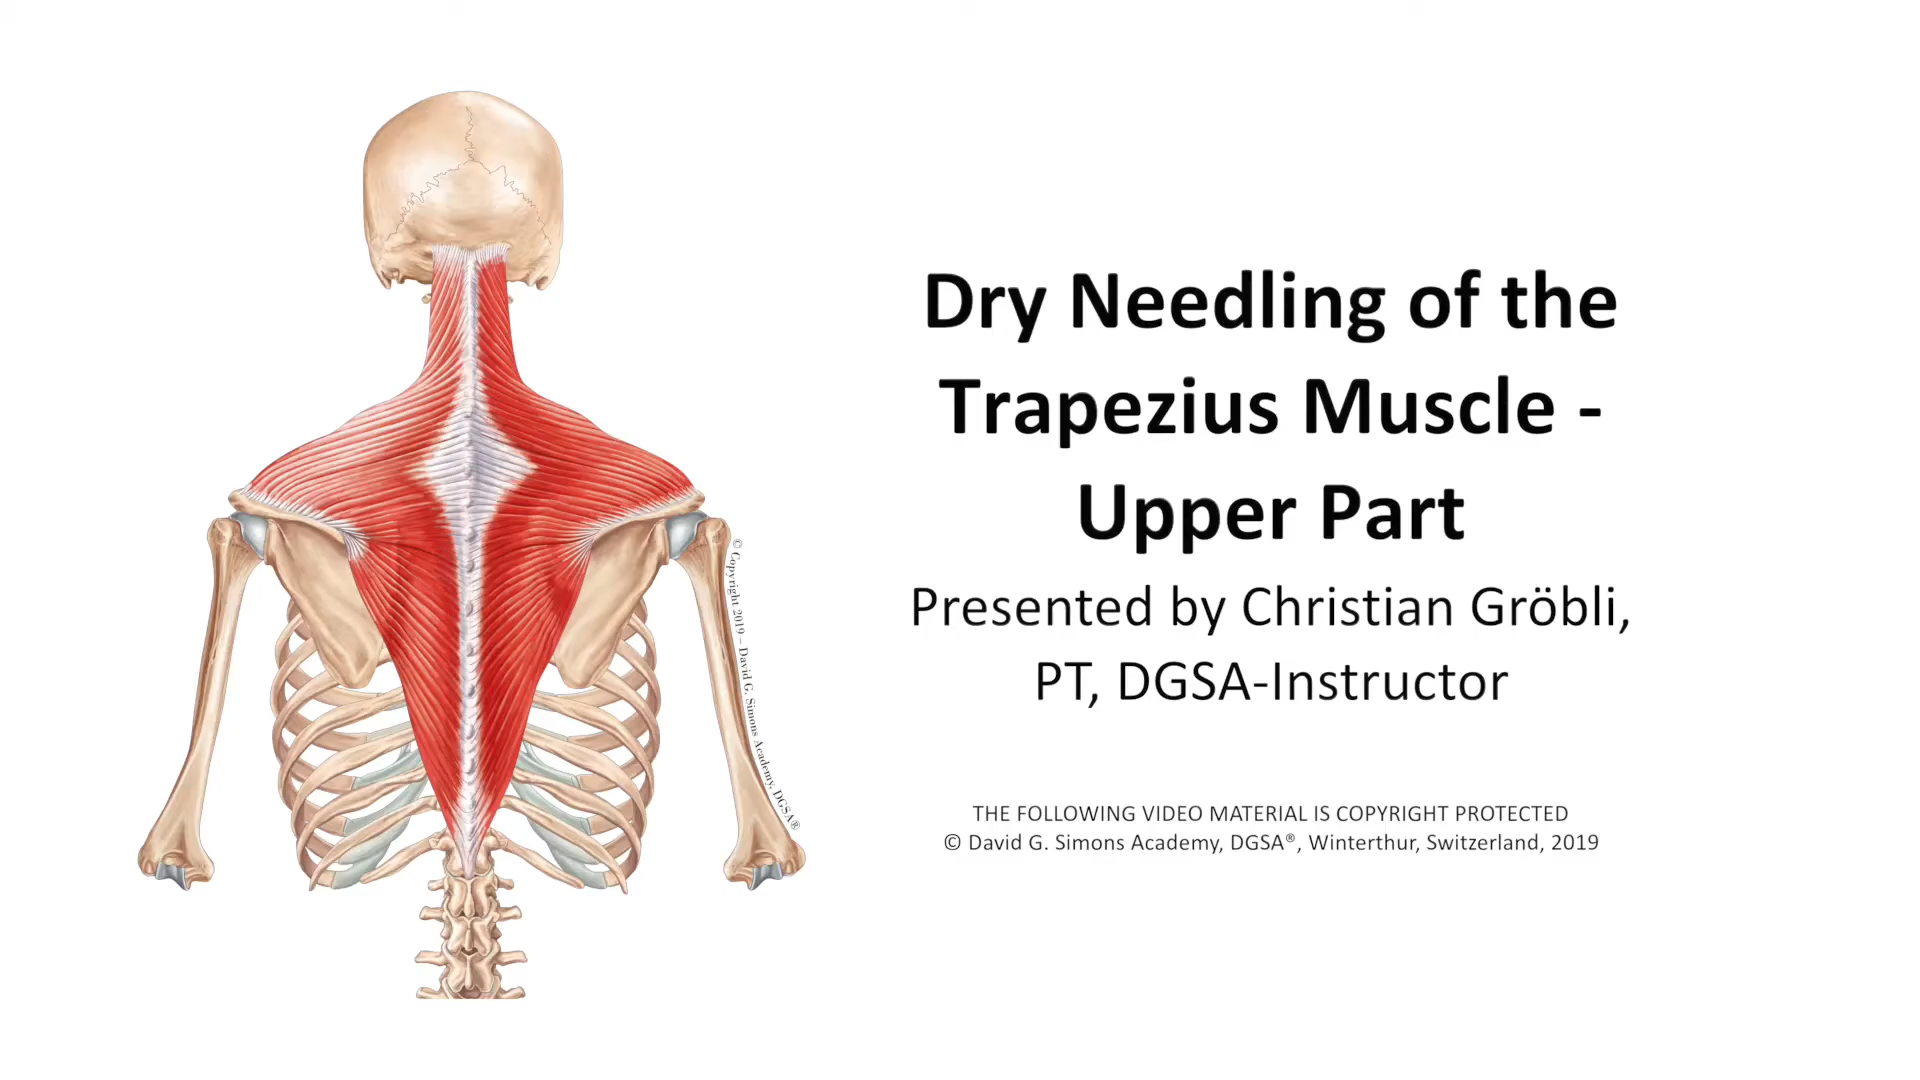 Dry Needling of the
Trapezius Muscle -
Upper Part
Presented by Christian Gröbli,
PT, DGSA-Instructor
THE FOLLOWING VIDEO MATERIAL IS COPYRIGHT PROTECTED
© David G. Simons Academy, DGSA®, Winterthur, Switzerland, 2019
© Copyright 2019 – David G. Simons Academy, DGSA®